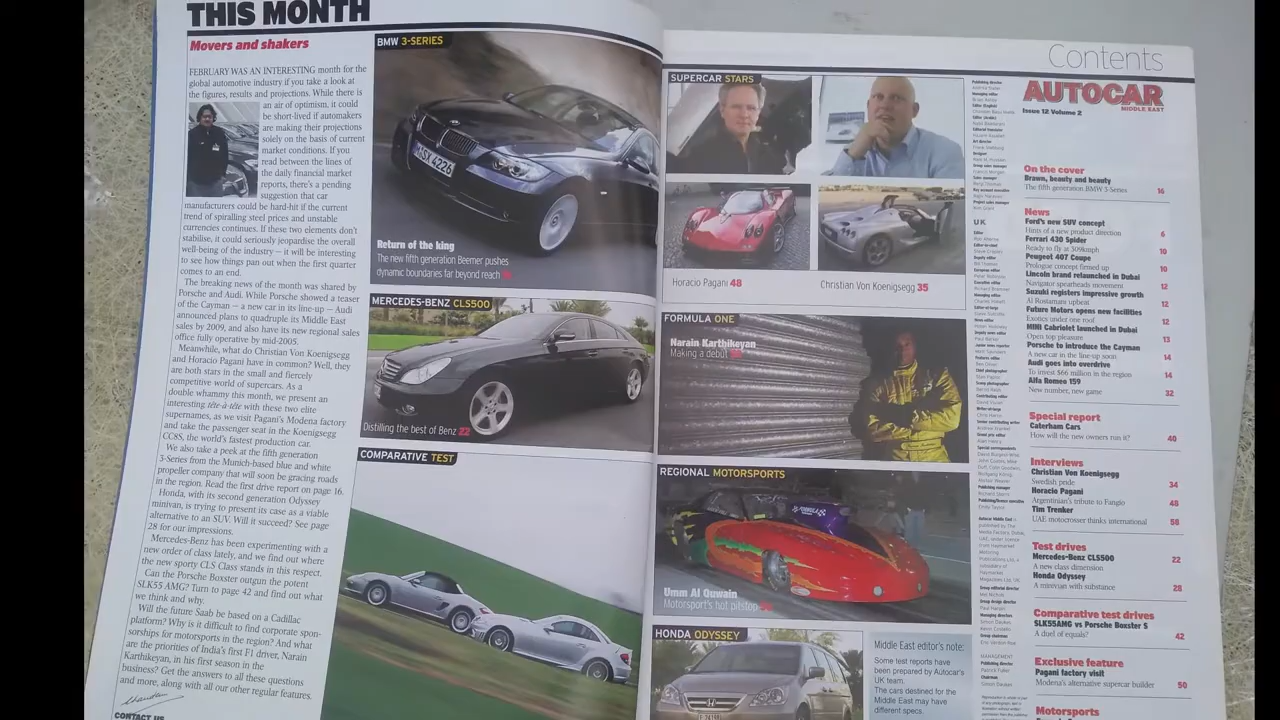 THIS MONTH
Movers and shakers
FEBRUARY WAS AN INTERESTING month for the
global automotive industry if you take a look at
the figures, results and projections. While there is
an air of optimism, it could
be short lived if carmakers
are making their projections
solely on the basis of current
market conditions. If you
read between the lines of
the latest financial market
reports, there's a pending
suggestion that car
manufacturers could be hard-hit if the current
trend of spiralling steel prices and unstable
currencies continues. If these two elements don't
stabilise, it could seriously jeopardise the overall
well-being of the industry – it will be interesting
to see how things pan out when the first quarter
comes to an end.
The breaking news of the month was shared by
Porsche and Audi. While Porsche showed a teaser
of the Cayman – a new car in its line-up – Audi
announced plans to quadruple its Middle East
sales by 2009, and also have its new regional sales
office fully operative by mid-year.
Meanwhile, what do Christian Von Koenigsegg
and Horacio Pagani have in common? Well, they
are both stars in the small and fiercely
competitive world of supercars. As a
double whammy this month, we present an
interesting tête-à-tête with these two elite
supernamés, as we visit Pagani's Modena factory
and take the passenger seat in the Koenigsegg
CC8S, the world's fastest production car.
We also take a peek at the fifth generation
3-Series from the Munich-based blue and white
propeller company that will soon be gracing roads
in the region. Read the first drive report on page 16.
Honda, with its second generation Odyssey
minivan, is trying to present its case as a viable
alternative to an SUV. Will it succeed? See page
28 for our impressions.
Mercedes-Benz has been experimenting with a
new order of class lately, and we find out where
the new sporty CLS Class stands in this respect.
Can the Porsche Boxster outgun the potent
SLK55 AMG? Turn to page 42 and find out what
we think and why.
Will the future Saab be based on a Cadillac
platform? Why is it difficult to find corporate spon-
sorships for motorsports in the region? And what
are the priorities of India's first F1 driver, Narain
Karthikeyan, in his first season in the
business? Get the answers to all these questions
and more, along with all our other regular features.
CONTACT US
BMW 3-SERIES
M·SX 4226
Return of the king
The new fifth generation Beemer pushes
dynamic boundaries far beyond reach
MERCEDES-BENZ CLS500
Distilling the best of Benz 22
COMPARATIVE TEST
SUPERCAR STARS
Horacio Pagani 48
Christian Von Koenigsegg 35
FORMULA ONE
Narain Karthikeyan
Making a debut
REGIONAL MOTORSPORTS
Umm Al Quwain
Motorsport's hot pitstop
HONDA ODYSSEY
Middle East editor's note:
Some test reports have
been prepared by Autocar's
UK team.
The cars destined for the
Middle East may have
different specs.
UK
MANAGEMENT
Contents
AUTOCAR
MIDDLE EAST
Issue 12 Volume 2
On the cover
Brawn, beauty and beauty
The fifth generation BMW 3-Series 16
News
Ford's new SUV concept
Hints of a new product direction 6
Ferrari 430 Spider
Ready to fly at 309kmph 10
Peugeot 407 Coupe
Prologue concept firmed up 10
Lincoln brand relaunched in Dubai
Navigator spearheads movement 12
Suzuki registers impressive growth
Al Rostamani upbeat 12
Future Motors opens new facilities
Exotics under one roof 12
MINI Cabriolet launched in Dubai
Open top pleasure 13
Porsche to introduce the Cayman
A new car in the line-up soon 14
Audi goes into overdrive
To invest $66 million in the region 14
Alfa Romeo 159
New number, new game 32
Special report
Caterham Cars
How will the new owners run it? 40
Interviews
Christian Von Koenigsegg
Swedish pride 34
Horacio Pagani
Argentinian's tribute to Fangio 48
Tim Trenker
UAE motocrosser thinks international 58
Test drives
Mercedes-Benz CLS500
A new class dimension 22
Honda Odyssey
A minivan with substance 28
Comparative test drives
SLK55AMG vs Porsche Boxster S
A duel of equals? 42
Exclusive feature
Pagani factory visit
Modena's alternative supercar builder 50
Motorsports